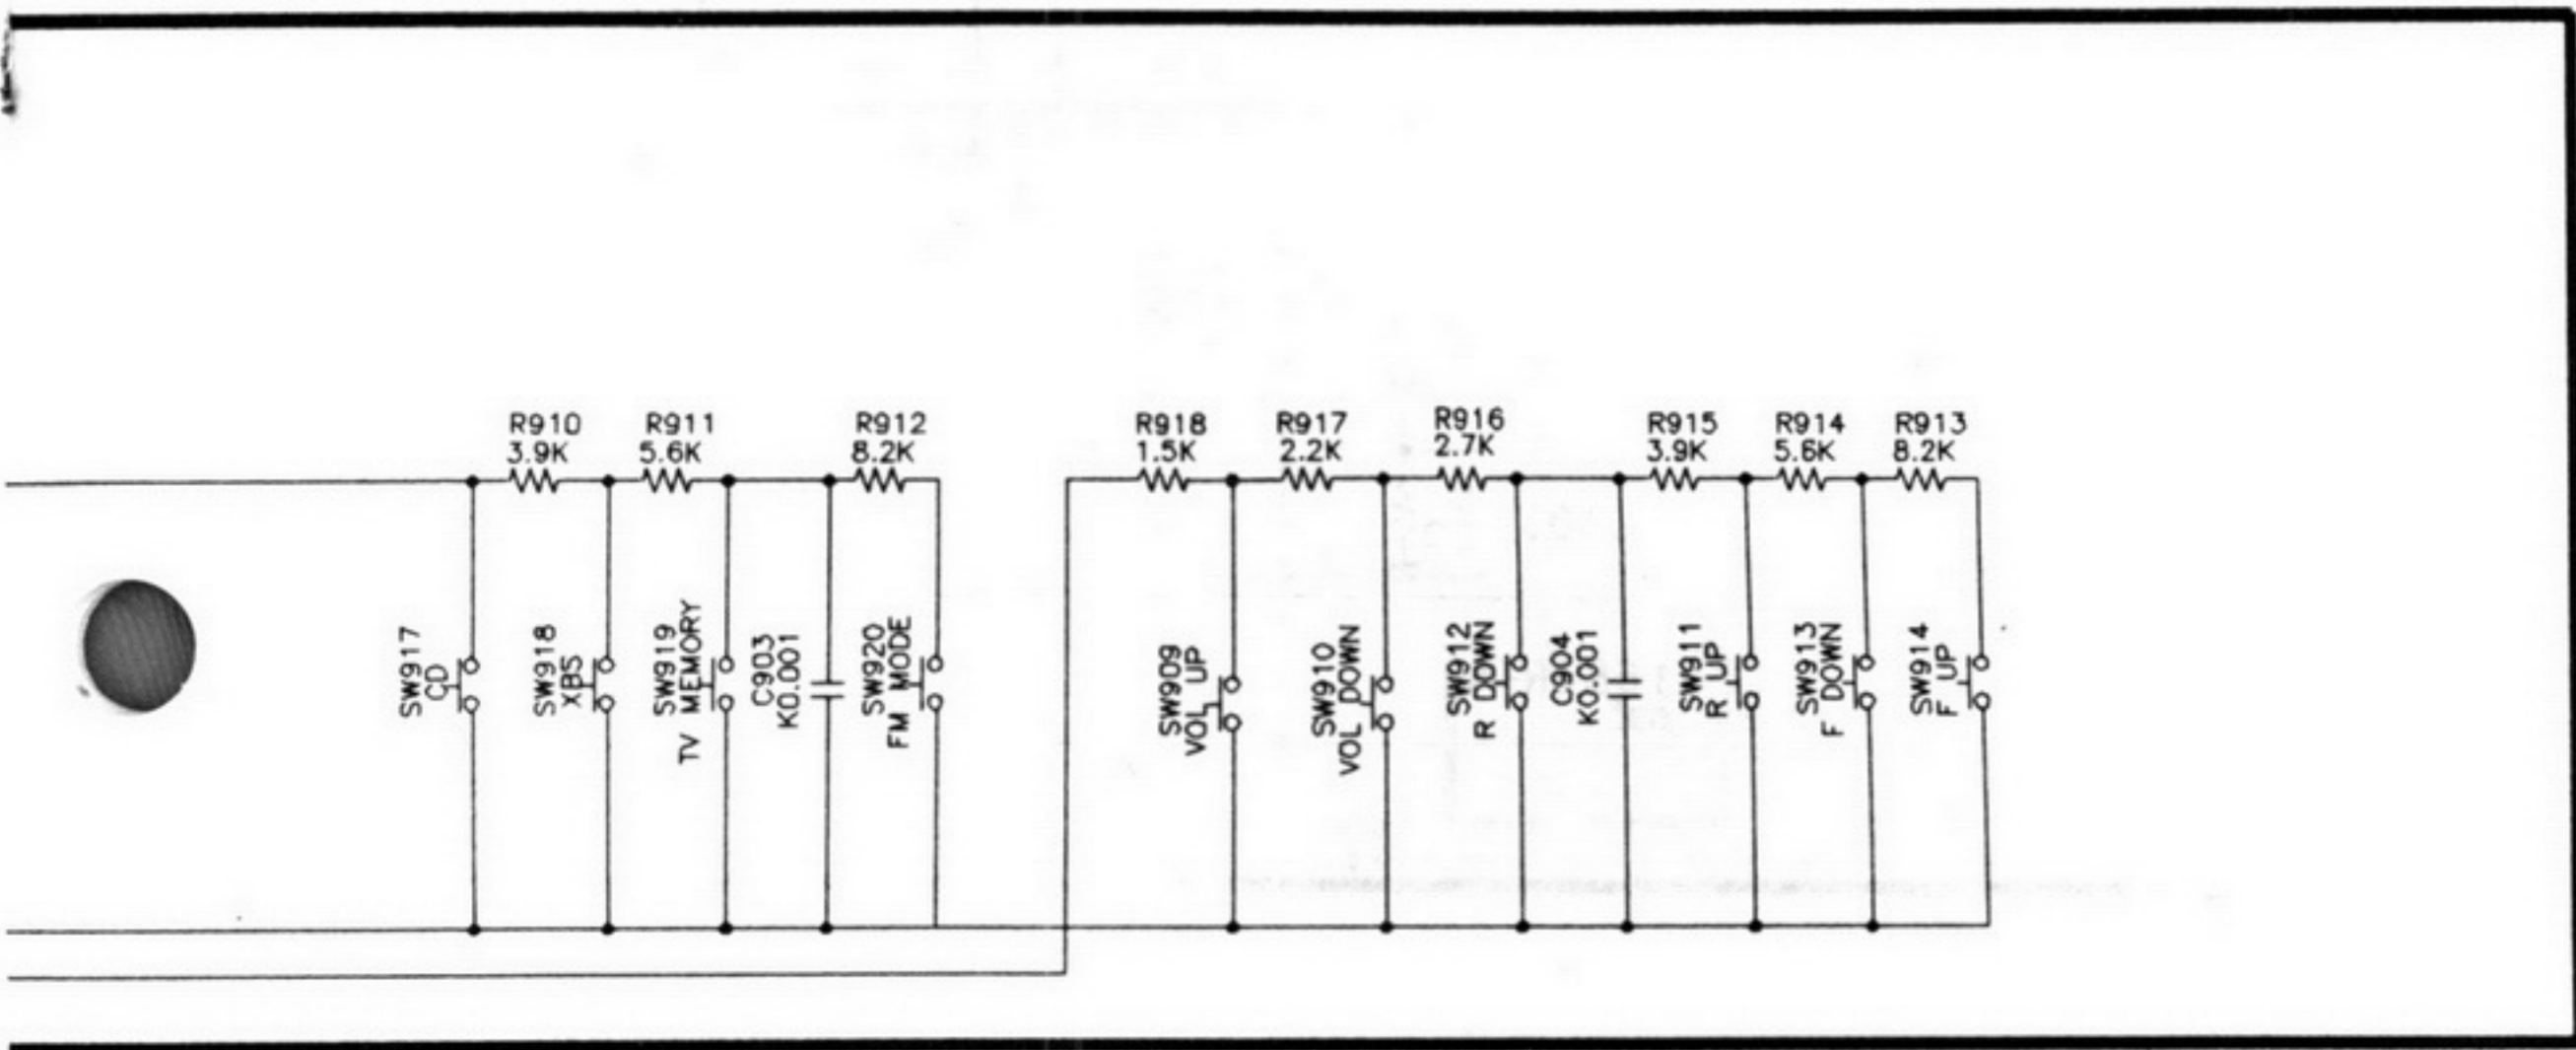 R910
3.9K
R911
5.6K
R912
8.2K
R918
1.5K
R917
2.2K
R916
2.7K
R915
3.9K
R914
5.6K
R913
8.2K
SW917
CD
SW918
XBS
SW919
TV MEMORY
C903
K0.001
SW920
FM MODE
SW909
VOL UP
SW910
VOL DOWN
SW912
R DOWN
C904
K0.001
SW911
R UP
SW913
F DOWN
SW914
F UP